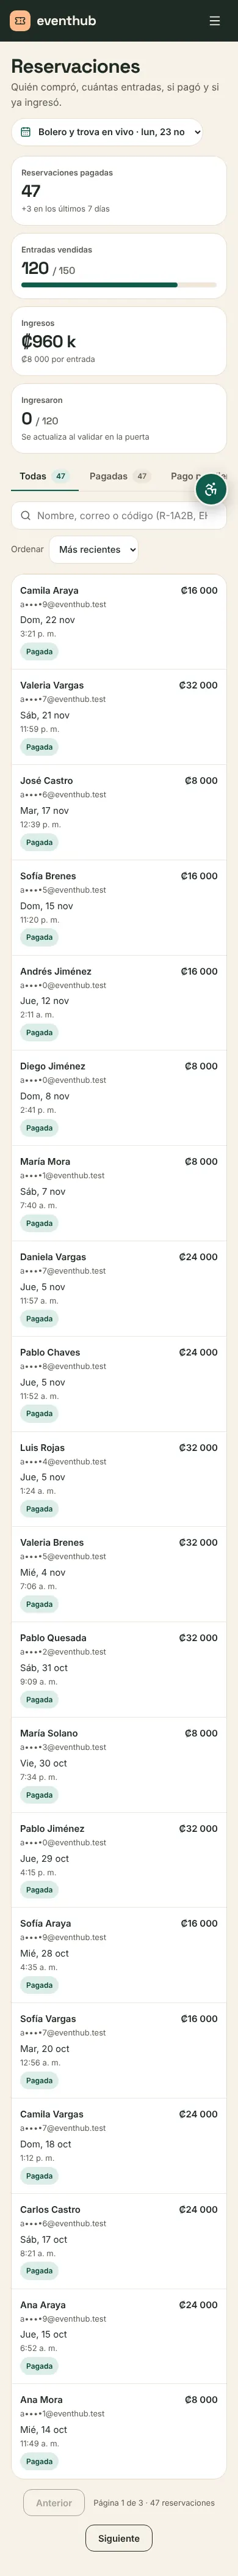 eventhub
Reservaciones
Quién compró, cuántas entradas, si pagó y si
ya ingresó.
Bolero y trova en vivo · lun, 23 no
Reservaciones pagadas
47
+3 en los últimos 7 días
Entradas vendidas
120 / 150
Ingresos
₡960 k
₡8 000 por entrada
Ingresaron
0 / 120
Se actualiza al validar en la puerta
Todas 47 Pagadas 47 Pago
Nombre, correo o código (R-1A2B, EH
Ordenar Más recientes
Camila Araya ₡16 000
a••••9@eventhub.test
Dom, 22 nov
3:21 p. m.
Pagada
Valeria Vargas ₡32 000
a••••7@eventhub.test
Sáb, 21 nov
11:59 p. m.
Pagada
José Castro ₡8 000
a••••6@eventhub.test
Mar, 17 nov
12:39 p. m.
Pagada
Sofía Brenes ₡16 000
a••••5@eventhub.test
Dom, 15 nov
11:20 p. m.
Pagada
Andrés Jiménez ₡16 000
a••••0@eventhub.test
Jue, 12 nov
2:11 a. m.
Pagada
Diego Jiménez ₡8 000
a••••0@eventhub.test
Dom, 8 nov
2:41 p. m.
Pagada
María Mora ₡8 000
a••••1@eventhub.test
Sáb, 7 nov
7:40 a. m.
Pagada
Daniela Vargas ₡24 000
a••••7@eventhub.test
Jue, 5 nov
11:57 a. m.
Pagada
Pablo Chaves ₡24 000
a••••8@eventhub.test
Jue, 5 nov
11:52 a. m.
Pagada
Luis Rojas ₡32 000
a••••4@eventhub.test
Jue, 5 nov
1:24 a. m.
Pagada
Valeria Brenes ₡32 000
a••••5@eventhub.test
Mié, 4 nov
7:06 a. m.
Pagada
Pablo Quesada ₡32 000
a••••2@eventhub.test
Sáb, 31 oct
9:09 a. m.
Pagada
María Solano ₡8 000
a••••3@eventhub.test
Vie, 30 oct
7:34 p. m.
Pagada
Pablo Jiménez ₡32 000
a••••0@eventhub.test
Jue, 29 oct
4:15 p. m.
Pagada
Sofía Araya ₡16 000
a••••9@eventhub.test
Mié, 28 oct
4:35 a. m.
Pagada
Sofía Vargas ₡16 000
a••••7@eventhub.test
Mar, 20 oct
12:56 a. m.
Pagada
Camila Vargas ₡24 000
a••••7@eventhub.test
Dom, 18 oct
1:12 p. m.
Pagada
Carlos Castro ₡24 000
a••••6@eventhub.test
Sáb, 17 oct
8:21 a. m.
Pagada
Ana Araya ₡24 000
a••••9@eventhub.test
Jue, 15 oct
6:52 a. m.
Pagada
Ana Mora ₡8 000
a••••1@eventhub.test
Mié, 14 oct
11:49 a. m.
Pagada
Anterior Página 1 de 3 · 47 reservaciones
Siguiente